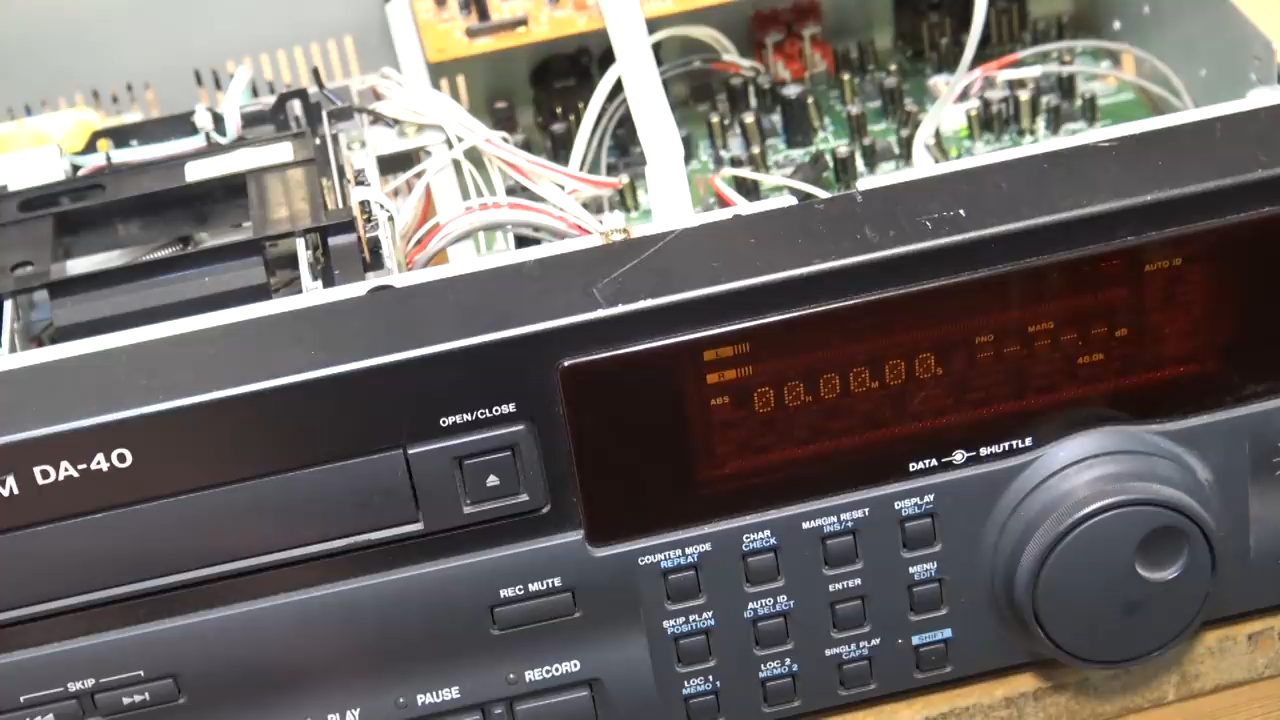 AUTO ID
L
R
PNO
MARG
dB
48.0k
ABS 00H00M00S
OPEN/CLOSE
M DA-40
DATA SHUTTLE
DISPLAY
DEL/–
MARGIN RESET
INS/+
CHAR
CHECK
COUNTER MODE
REPEAT
MENU
EDIT
ENTER
REC MUTE
AUTO ID
ID SELECT
SKIP PLAY
POSITION
SHIFT
SINGLE PLAY
CAPS
LOC 2
MEMO 2
LOC 1
MEMO 1
SKIP
RECORD
PAUSE
PLAY